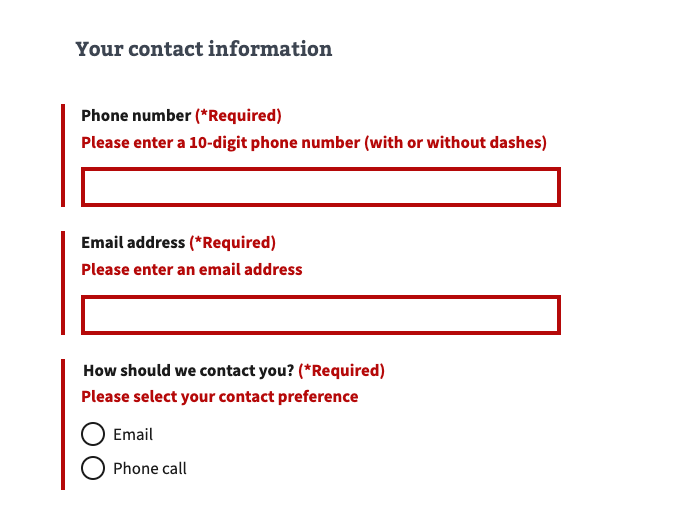 Your contact information
Phone number (*Required)
Please enter a 10-digit phone number (with or without dashes)
Email address (*Required)
Please enter an email address
How should we contact you? (*Required)
Please select your contact preference
Email
Phone call